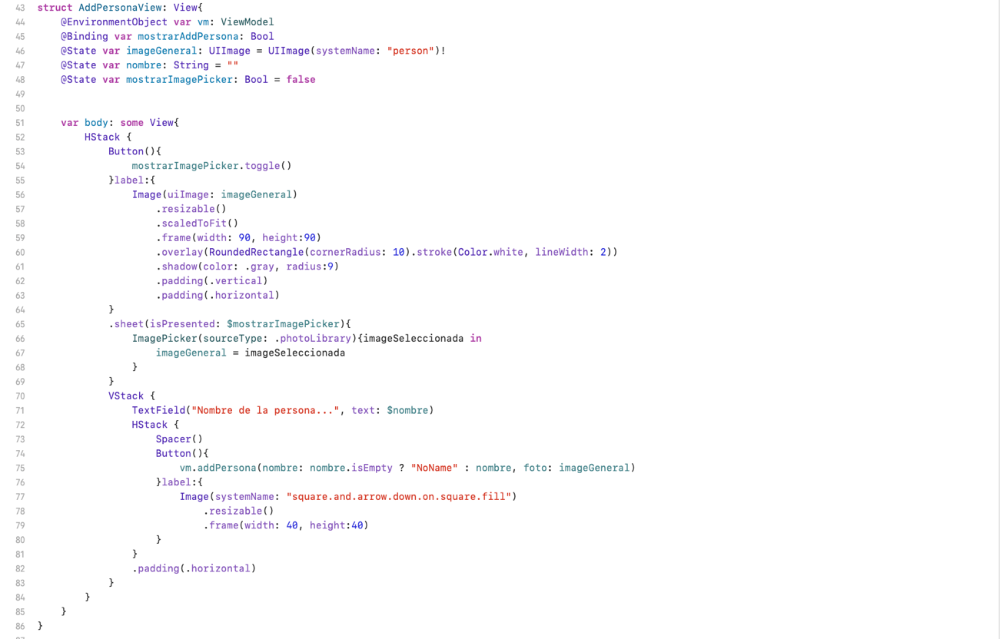 43 struct AddPersonaView: View{
44     @EnvironmentObject var vm: ViewModel
45     @Binding var mostrarAddPersona: Bool
46     @State var imageGeneral: UIImage = UIImage(systemName: "person")!
47     @State var nombre: String = ""
48     @State var mostrarImagePicker: Bool = false
49
50
51     var body: some View{
52         HStack {
53             Button(){
54                 mostrarImagePicker.toggle()
55             }label:{
56                 Image(uiImage: imageGeneral)
57                     .resizable()
58                     .scaledToFit()
59                     .frame(width: 90, height:90)
60                     .overlay(RoundedRectangle(cornerRadius: 10).stroke(Color.white, lineWidth: 2))
61                     .shadow(color: .gray, radius:9)
62                     .padding(.vertical)
63                     .padding(.horizontal)
64             }
65             .sheet(isPresented: $mostrarImagePicker){
66                 ImagePicker(sourceType: .photoLibrary){imageSeleccionada in
67                     imageGeneral = imageSeleccionada
68                 }
69             }
70             VStack {
71                 TextField("Nombre de la persona...", text: $nombre)
72                 HStack {
73                     Spacer()
74                     Button(){
75                         vm.addPersona(nombre: nombre.isEmpty ? "NoName" : nombre, foto: imageGeneral)
76                     }label:{
77                         Image(systemName: "square.and.arrow.down.on.square.fill")
78                             .resizable()
79                             .frame(width: 40, height:40)
80                     }
81                 }
82                 .padding(.horizontal)
83             }
84         }
85     }
86 }